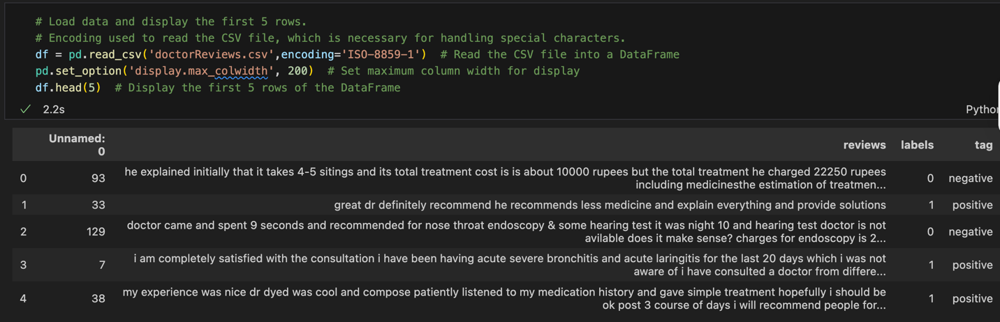 # Load data and display the first 5 rows.
# Encoding used to read the CSV file, which is necessary for handling special characters.
df = pd.read_csv('doctorReviews.csv',encoding='ISO-8859-1')  # Read the CSV file into a DataFrame
pd.set_option('display.max_colwidth', 200)  # Set maximum column width for display
df.head(5)  # Display the first 5 rows of the DataFrame
2.2s
Unnamed:
0
reviews labels tag
0 93 he explained initially that it takes 4-5 sitings and its total treatment cost is is about 10000 rupees but the total treatment he charged 22250 rupees
including medicinesthe estimation of treatmen... 0 negative
1 33 great dr definitely recommend he recommends less medicine and explain everything and provide solutions 1 positive
2 129 doctor came and spent 9 seconds and recommended for nose throat endoscopy & some hearing test it was night 10 and hearing test doctor is not
avilable does it make sense? charges for endoscopy is 2... 0 negative
3 7 i am completely satisfied with the consultation i have been having acute severe bronchitis and acute laringitis for the last 20 days which i was not
aware of i have consulted a doctor from differe... 1 positive
4 38 my experience was nice dr dyed was cool and compose patiently listened to my medication history and gave simple treatment hopefully i should be
ok post 3 course of days i will recommend people for... 1 positive